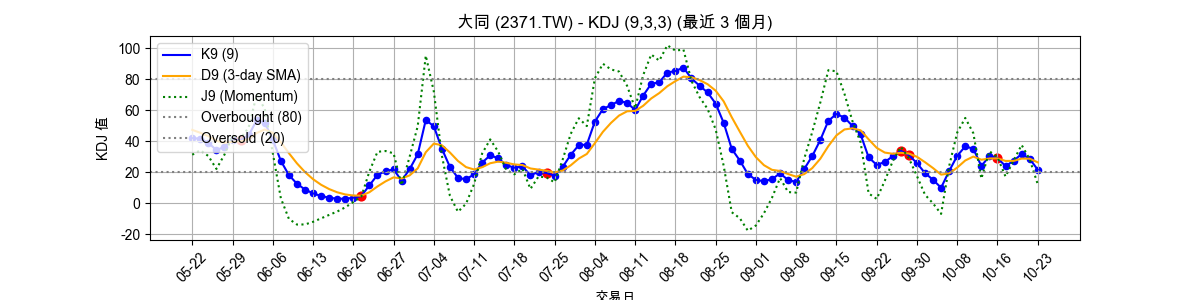 大同 (2371.TW) - KDJ (9,3,3) (最近 3 個月)
KDJ 值
100
80
60
40
20
0
-20
K9 (9)
D9 (3-day SMA)
J9 (Momentum)
Overbought (80)
Oversold (20)
05-22 05-29 06-06 06-13 06-20 06-27 07-04 07-11 07-18 07-25 08-04 08-11 08-18 08-25 09-01 09-08 09-15 09-22 09-30 10-08 10-16 10-23
交易日